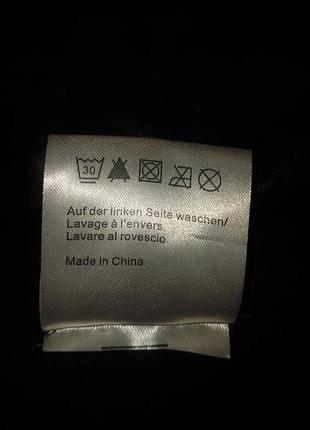 30
Auf der linken Seite waschen/
Lavage à l'envers
Lavare al rovescio
Made in China